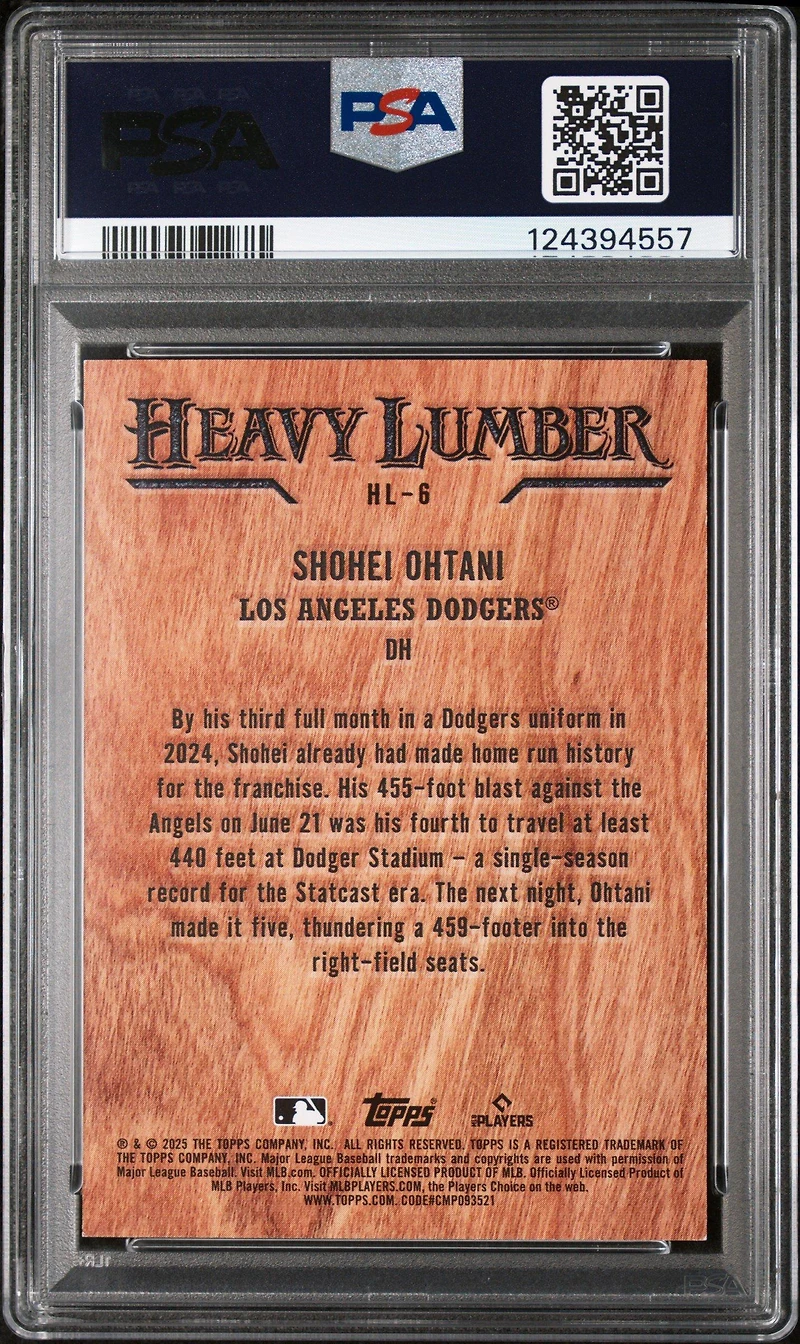 PSA
PSA
124394557
HEAVY LUMBER
HL-6
SHOHEI OHTANI
LOS ANGELES DODGERS®
DH
By his third full month in a Dodgers uniform in
2024, Shohei already had made home run history
for the franchise. His 455-foot blast against the
Angels on June 21 was his fourth to travel at least
440 feet at Dodger Stadium – a single-season
record for the Statcast era. The next night, Ohtani
made it five, thundering a 459-footer into the
right-field seats.
Topps® PLAYERS
® & © 2025 THE TOPPS COMPANY, INC. ALL RIGHTS RESERVED. TOPPS IS A REGISTERED TRADEMARK OF
THE TOPPS COMPANY, INC. Major League Baseball trademarks and copyrights are used with permission of
Major League Baseball. Visit MLB.com. OFFICIALLY LICENSED PRODUCT OF MLB. Officially Licensed Product of
MLB Players, Inc. Visit MLBPLAYERS.COM, the Players Choice on the web.
WWW.TOPPS.COM. CODE#CMP093521
PSA